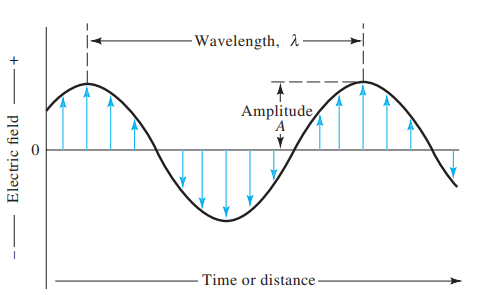 Wavelength, λ
+
Amplitude,
A
0
Electric field
−
Time or distance